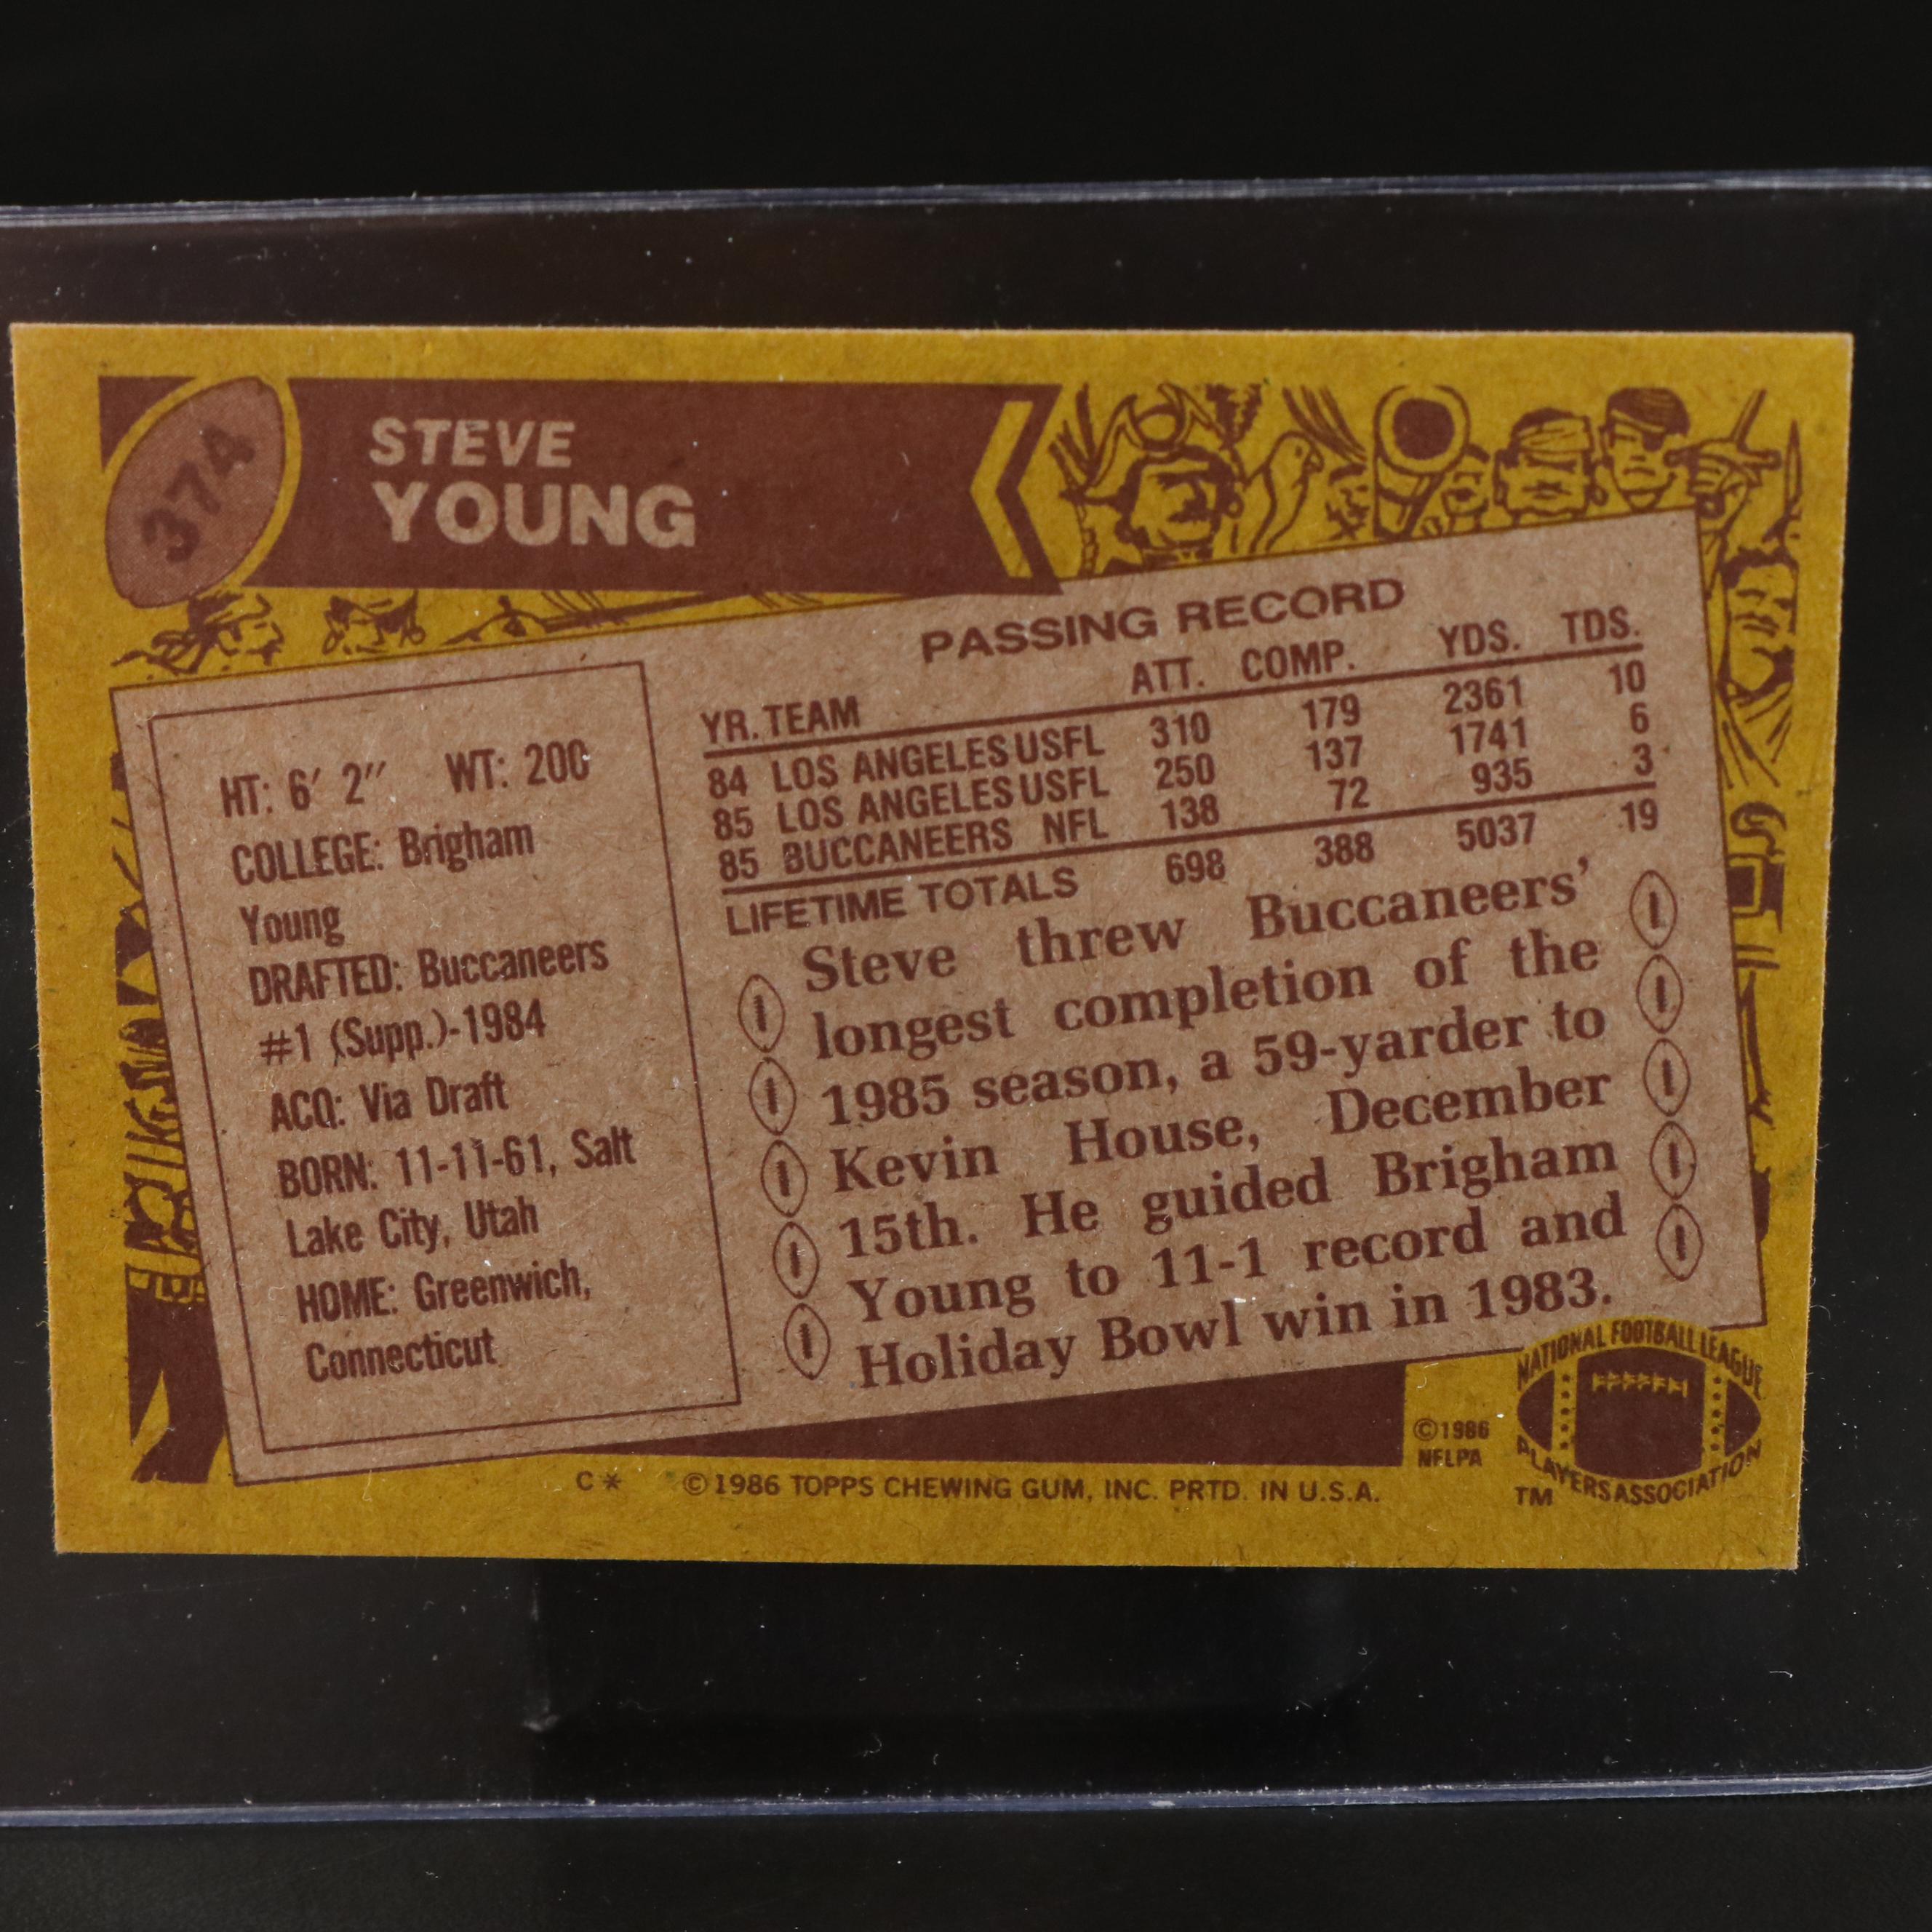 374
STEVE
YOUNG
HT: 6' 2" WT: 200
COLLEGE: Brigham
Young
DRAFTED: Buccaneers
#1 (Supp.)-1984
ACQ: Via Draft
BORN: 11-11-61, Salt
Lake City, Utah
HOME: Greenwich,
Connecticut
PASSING RECORD
YR. TEAM ATT. COMP. YDS. TDS.
84 LOS ANGELES USFL 310 179 2361 10
85 LOS ANGELES USFL 250 137 1741 6
85 BUCCANEERS NFL 138 72 935 3
LIFETIME TOTALS 698 388 5037 19
Steve threw Buccaneers'
longest completion of the
1985 season, a 59-yarder to
Kevin House, December
15th. He guided Brigham
Young to 11-1 record and
Holiday Bowl win in 1983.
C* ©1986 TOPPS CHEWING GUM, INC. PRTD. IN U.S.A.
©1986
NFLPA
NATIONAL FOOTBALL LEAGUE
PLAYERS ASSOCIATION
TM